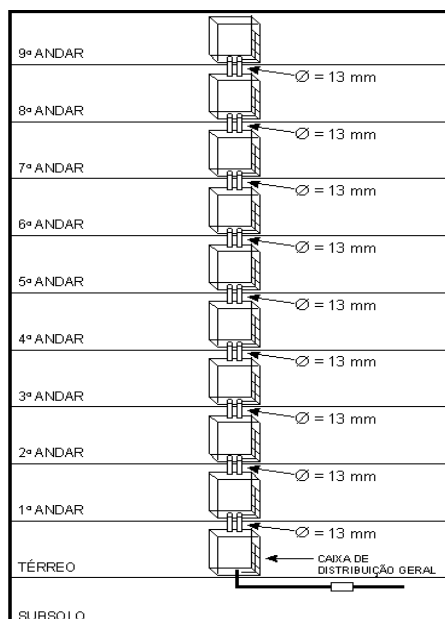 9º ANDAR
Ø = 13 mm
8º ANDAR
Ø = 13 mm
7º ANDAR
Ø = 13 mm
6º ANDAR
Ø = 13 mm
5º ANDAR
Ø = 13 mm
4º ANDAR
Ø = 13 mm
3º ANDAR
Ø = 13 mm
2º ANDAR
Ø = 13 mm
1º ANDAR
Ø = 13 mm
TÉRREO
CAIXA DE
DISTRIBUIÇÃO GERAL
SUBSOLO